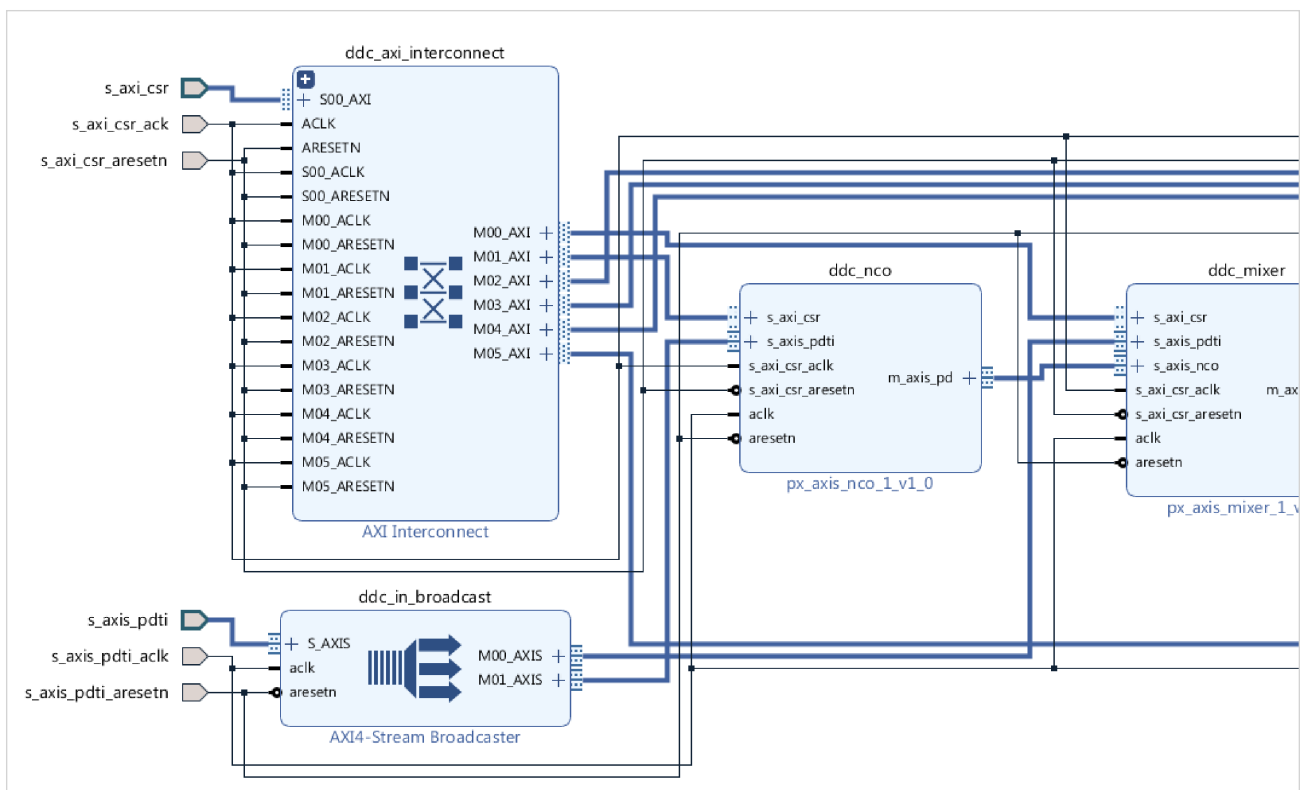 ddc_axi_interconnect
s_axi_csr
s_axi_csr_ack
s_axi_csr_aresetn
S00_AXI
ACLK
ARESETN
S00_ACLK
S00_ARESETN
M00_ACLK
M00_ARESETN
M01_ACLK
M01_ARESETN
M02_ACLK
M02_ARESETN
M03_ACLK
M03_ARESETN
M04_ACLK
M04_ARESETN
M05_ACLK
M05_ARESETN
M00_AXI
M01_AXI
M02_AXI
M03_AXI
M04_AXI
M05_AXI
AXI Interconnect
ddc_nco
s_axi_csr
s_axis_pdti
s_axi_csr_aclk
s_axi_csr_aresetn
aclk
aresetn
m_axis_pd
px_axis_nco_1_v1_0
ddc_mixer
s_axi_csr
s_axis_pdti
s_axis_nco
s_axi_csr_aclk
s_axi_csr_aresetn
aclk
aresetn
m_ax
px_axis_mixer_1_v
ddc_in_broadcast
s_axis_pdti
s_axis_pdti_aclk
s_axis_pdti_aresetn
S_AXIS
aclk
aresetn
M00_AXIS
M01_AXIS
AXI4-Stream Broadcaster